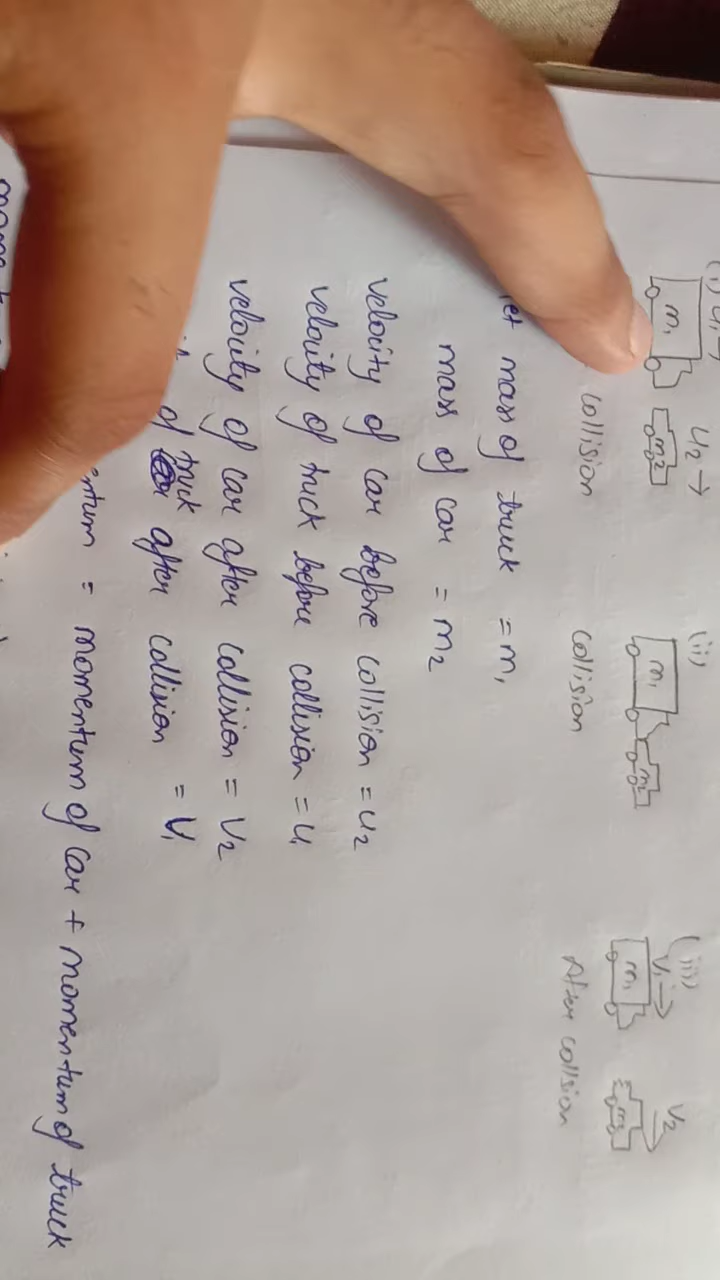 (i) (ii) (iii)
u₂ → v₁ → v₂
m₁ m₂ m₁ m₂ m₁ m₂
collision collision After collision
mass of truck = m₁
mass of car = m₂
velocity of car before collision = u₂
velocity of truck before collision = u₁
velocity of car after collision = v₂
of truck after collision = v₁
= momentum of car + momentum of truck